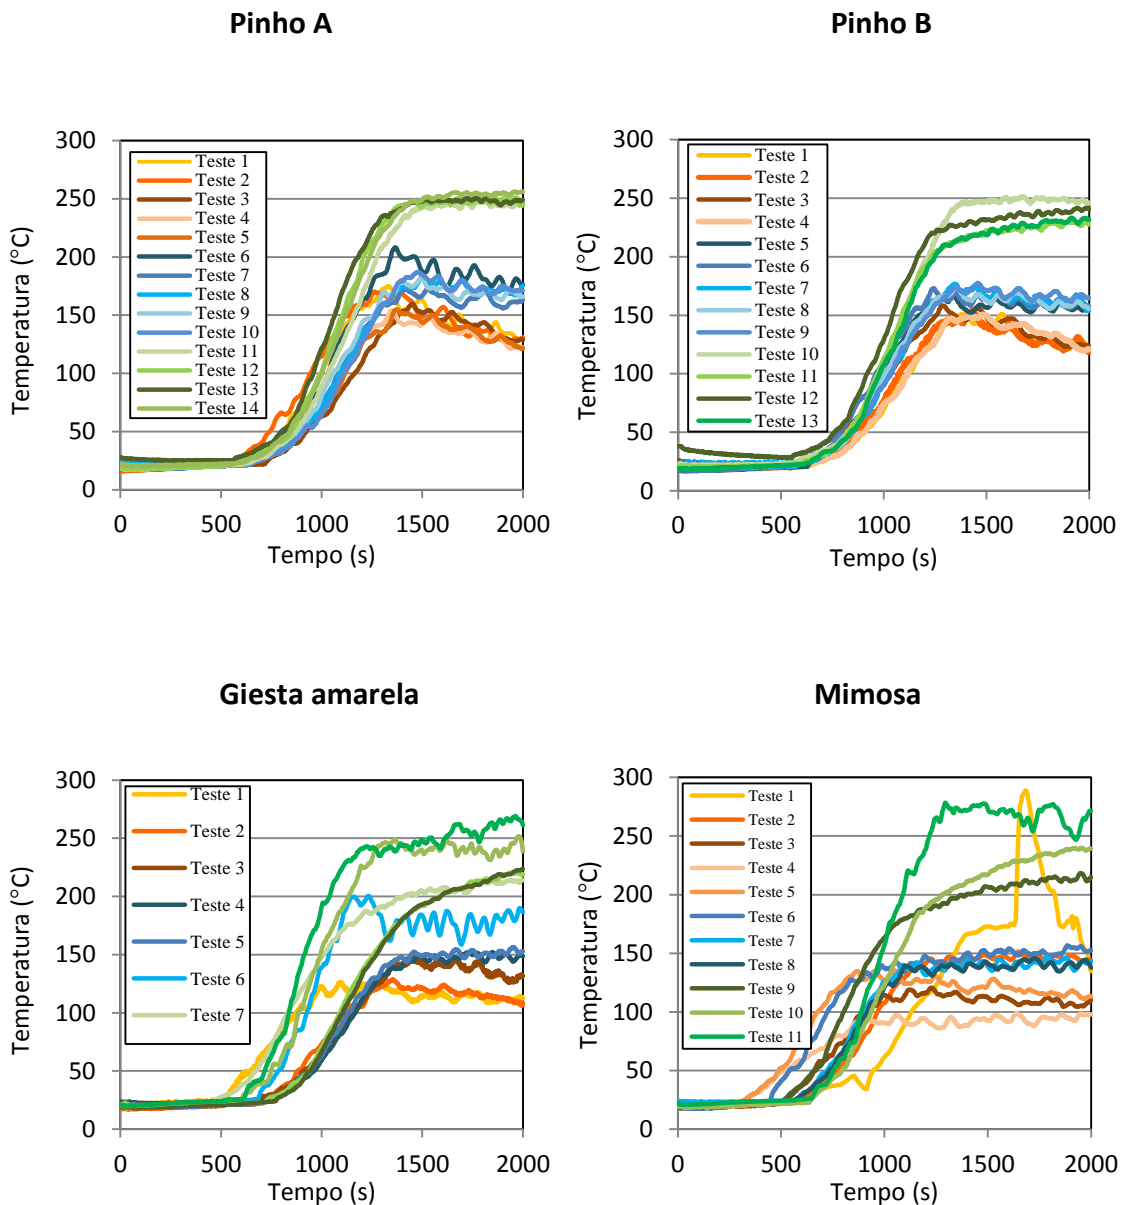 Pinho A
Pinho B
Temperatura (°C)
300
250
200
150
100
50
0
Teste 1
Teste 2
Teste 3
Teste 4
Teste 5
Teste 6
Teste 7
Teste 8
Teste 9
Teste 10
Teste 11
Teste 12
Teste 13
Teste 14
0 500 1000 1500 2000
Tempo (s)
Temperatura (°C)
300
250
200
150
100
50
0
Teste 1
Teste 2
Teste 3
Teste 4
Teste 5
Teste 6
Teste 7
Teste 8
Teste 9
Teste 10
Teste 11
Teste 12
Teste 13
0 500 1000 1500 2000
Tempo (s)
Giesta amarela
Mimosa
Temperatura (°C)
300
250
200
150
100
50
0
Teste 1
Teste 2
Teste 3
Teste 4
Teste 5
Teste 6
Teste 7
0 500 1000 1500 2000
Tempo (s)
Temperatura (°C)
300
250
200
150
100
50
0
Teste 1
Teste 2
Teste 3
Teste 4
Teste 5
Teste 6
Teste 7
Teste 8
Teste 9
Teste 10
Teste 11
0 500 1000 1500 2000
Tempo (s)